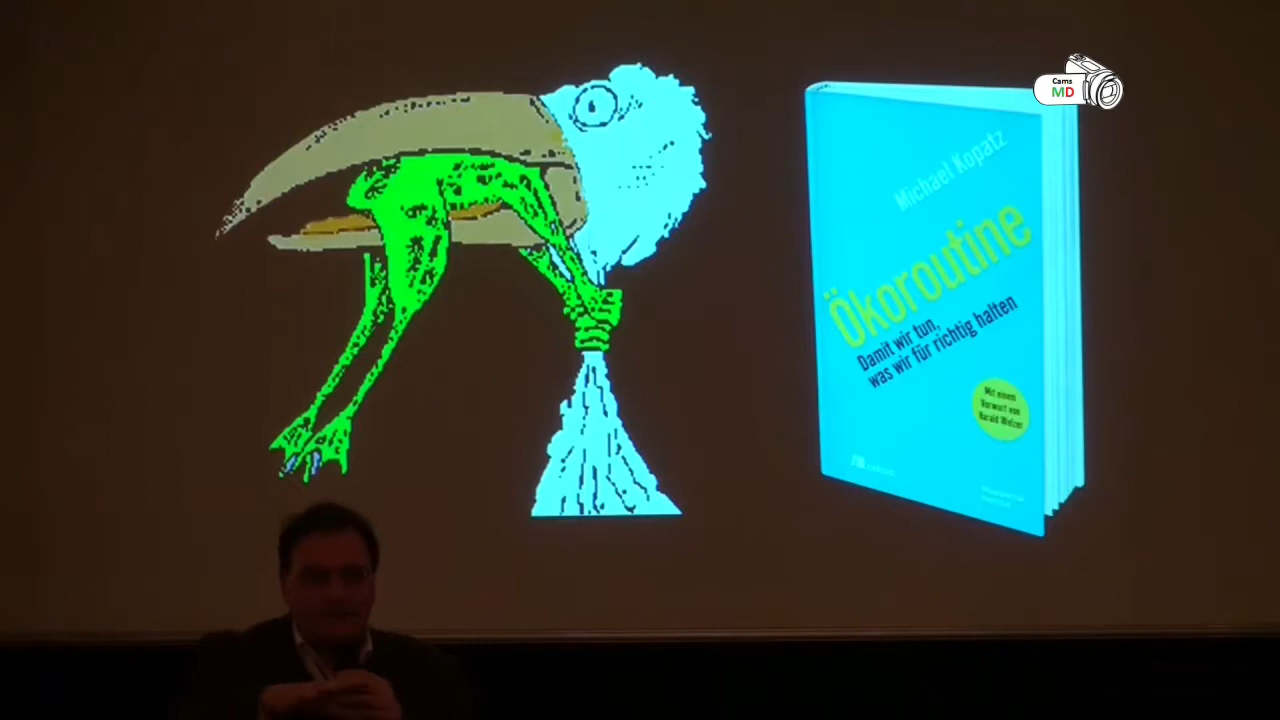 Cams
MD
Michael Kopatz
Ökoroutine
Damit wir tun,
was wir für richtig halten
Mit einem
Vorwort von
Harald Welzer